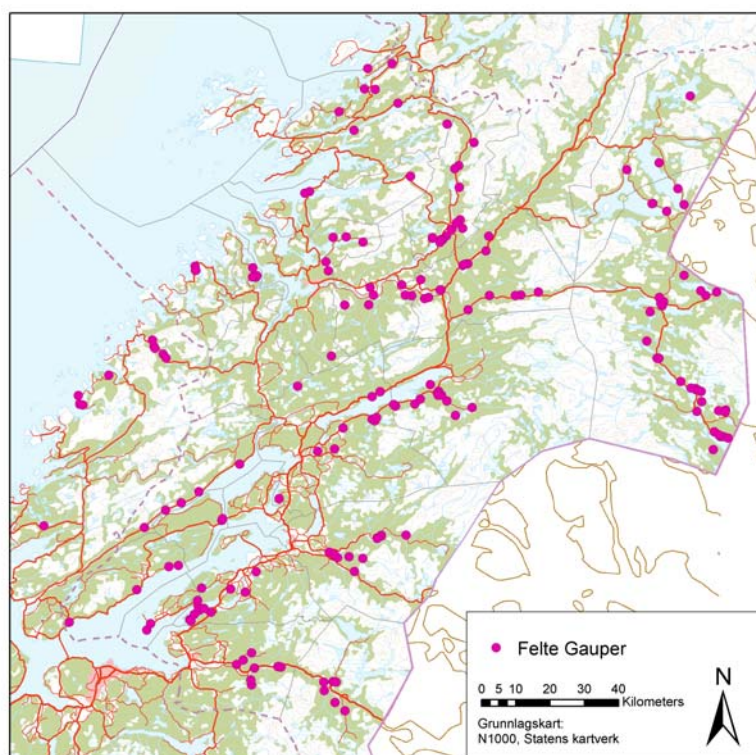 Felte Gauper
N
0 5 10 20 30 40
Kilometers
Grunnlagskart:
N1000, Statens kartverk